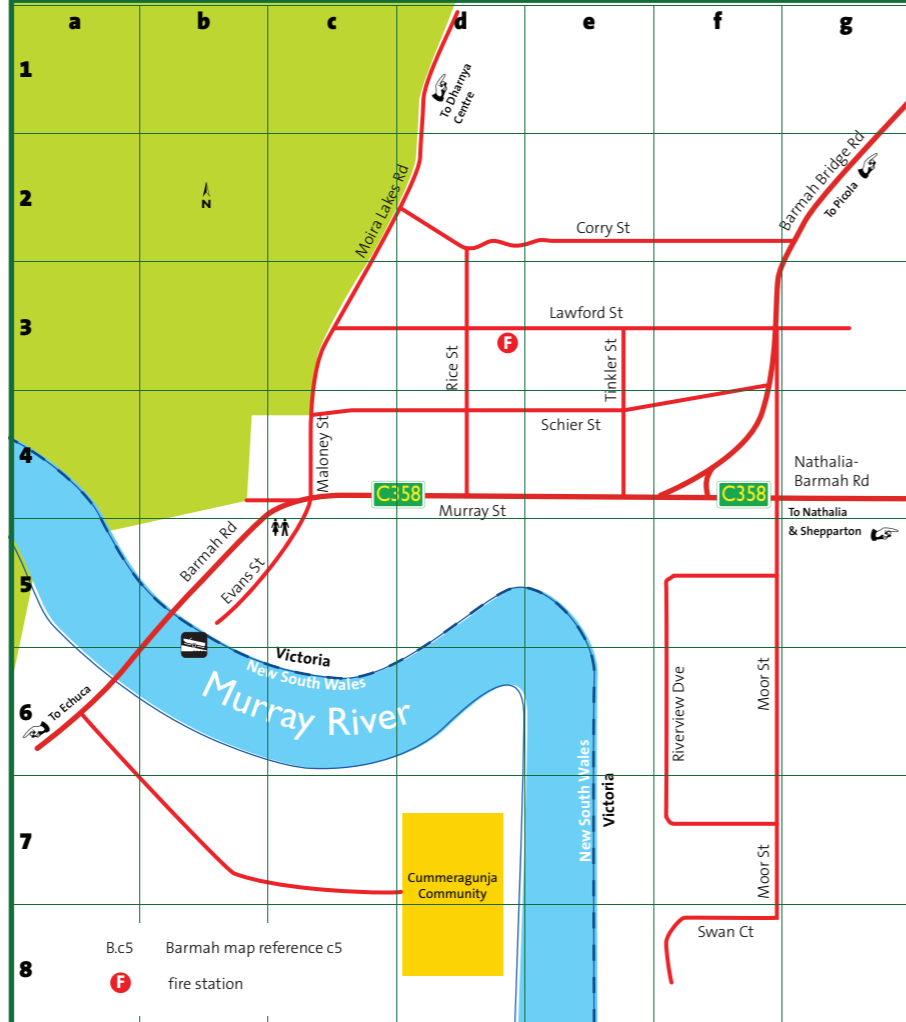 a b c d e f g
1
To Dharnya
Centre
2
N
Moira Lakes Rd
Barmah Bridge Rd
To Picola
Corry St
3
Lawford St
F
Rice St
Tinkler St
Schier St
4
Maloney St
Nathalia-
Barmah Rd
C358
C358
Murray St
To Nathalia
& Shepparton
5
Barmah Rd
Evans St
Victoria
New South Wales
6
To Echuca
Murray River
Riverview Dve
Moor St
New South Wales
Victoria
7
Moor St
Cummeragunja
Community
Swan Ct
B.c5 Barmah map reference c5
8
F fire station